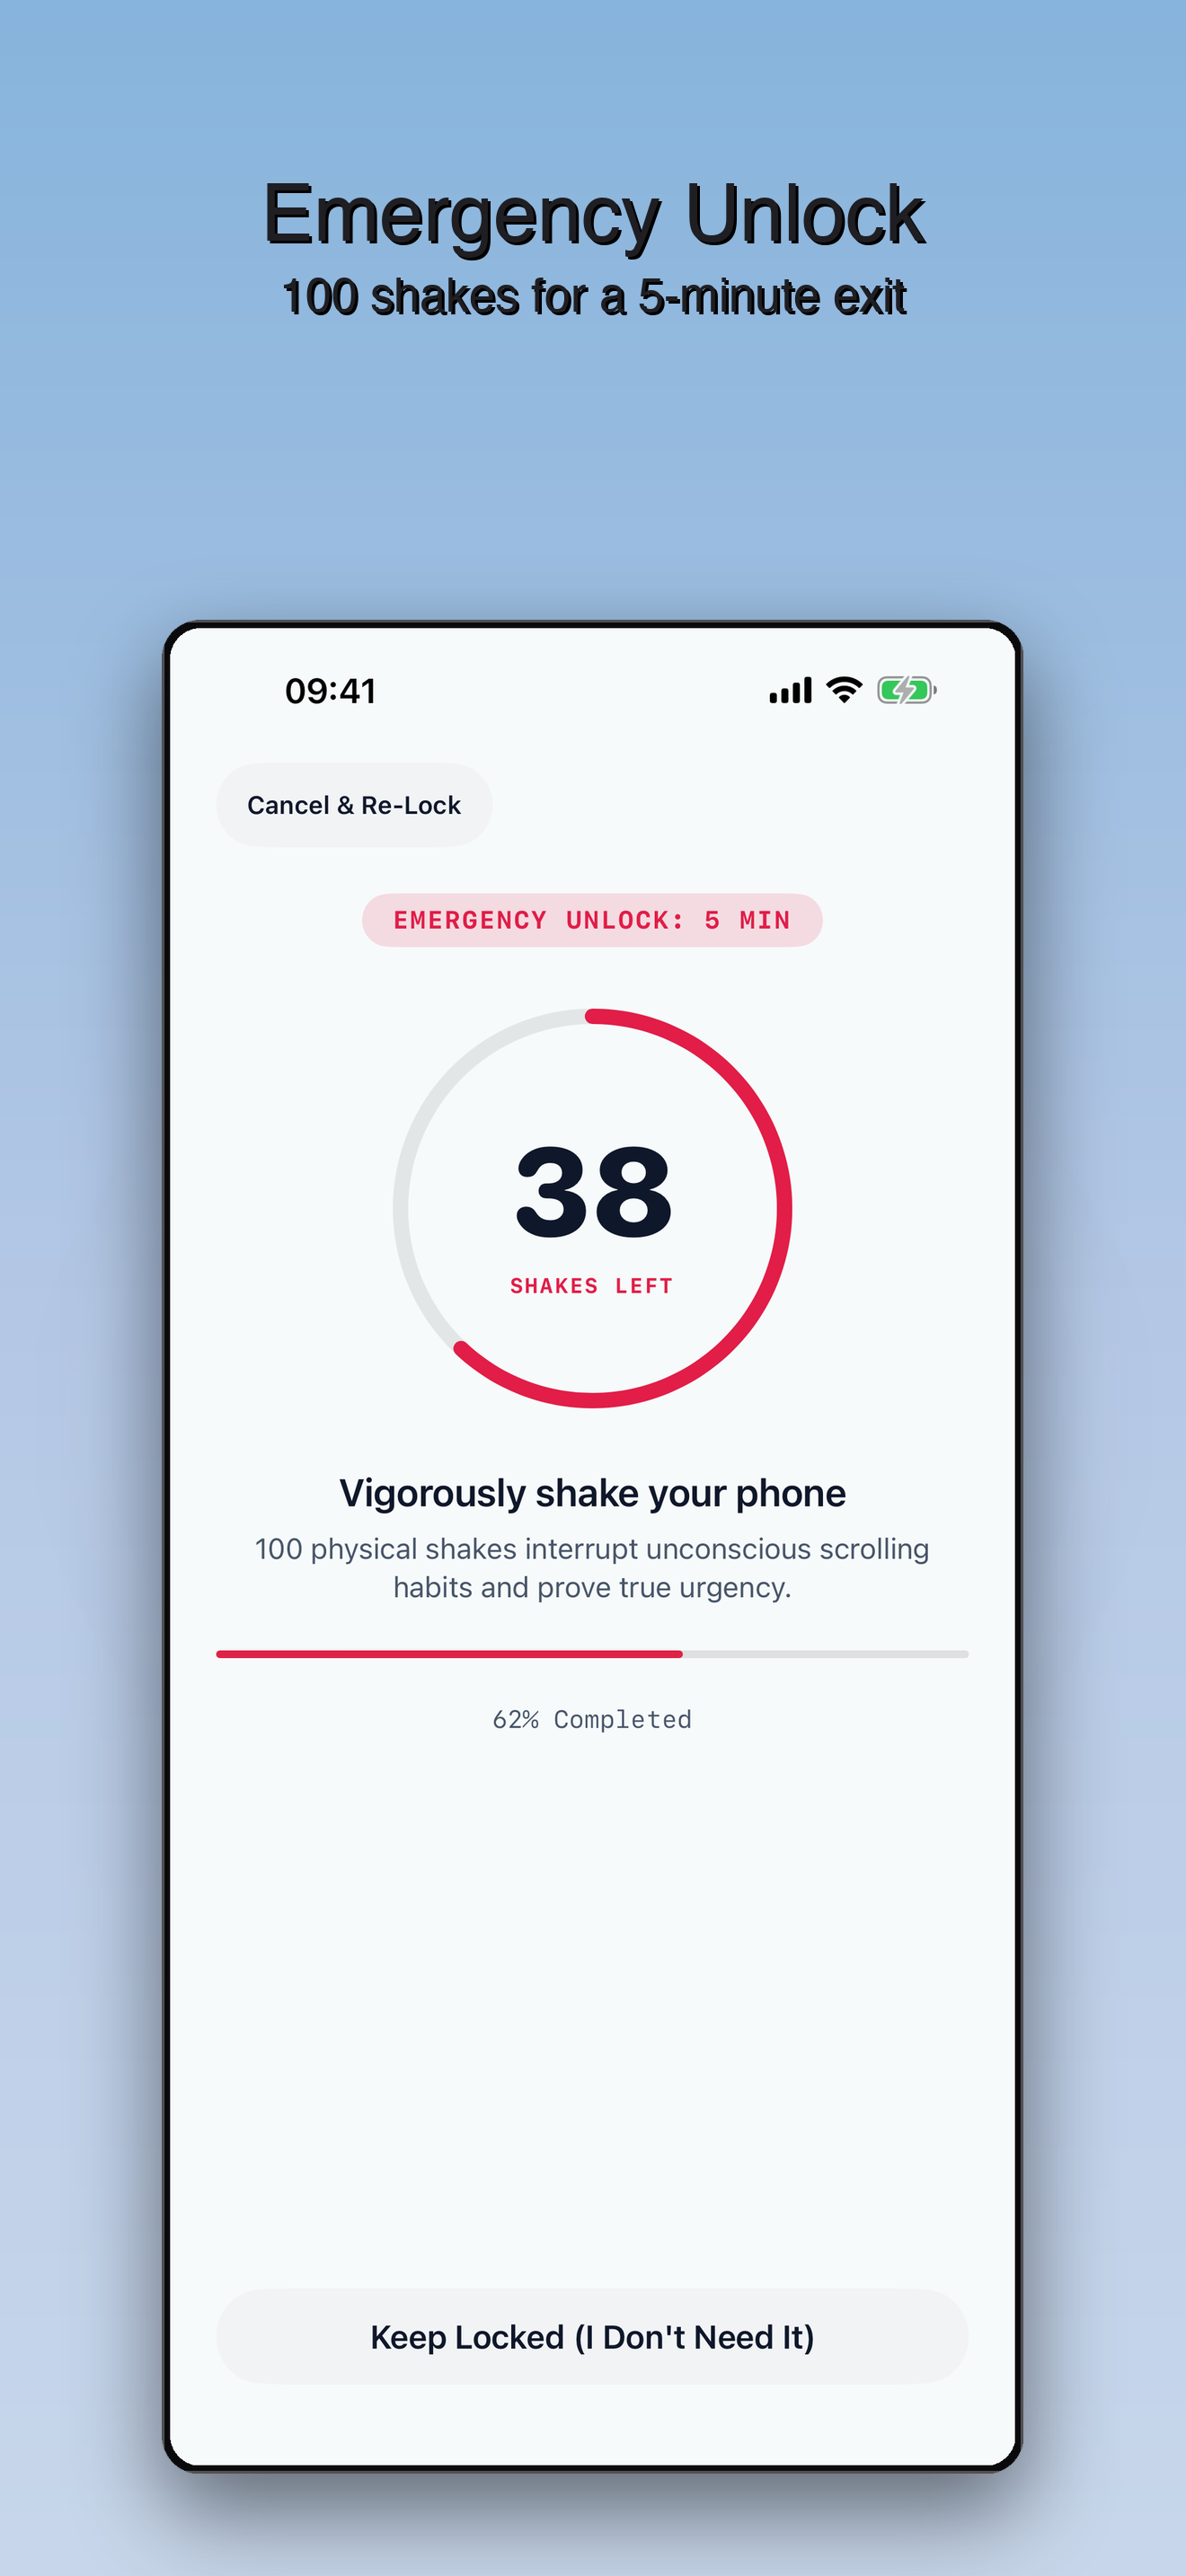 Emergency Unlock
100 shakes for a 5-minute exit
09:41
Cancel & Re-Lock
EMERGENCY UNLOCK: 5 MIN
38
SHAKES LEFT
Vigorously shake your phone
100 physical shakes interrupt unconscious scrolling
habits and prove true urgency.
62% Completed
Keep Locked (I Don't Need It)